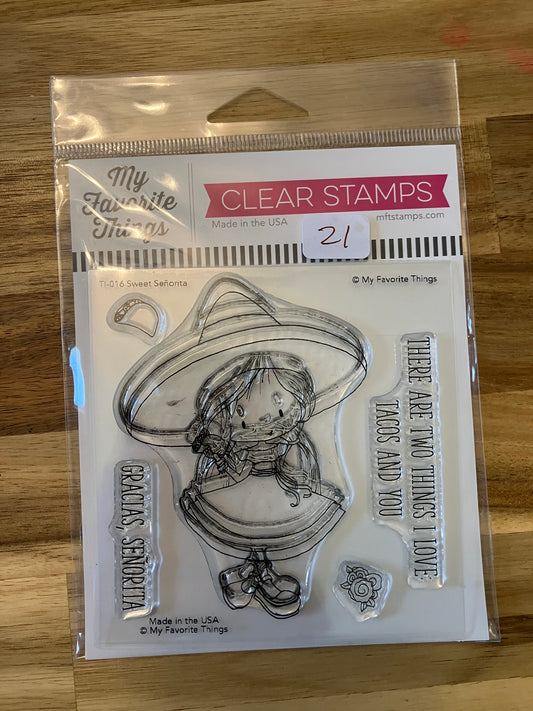 My
Favorite
Things
CLEAR STAMPS
Made in the USA
mftstamps.com
21
TI-016 Sweet Señorita
© My Favorite Things
THERE ARE TWO THINGS I LOVE:
TACOS AND YOU
GRACIAS, SEÑORITA
Made in the USA
© My Favorite Things